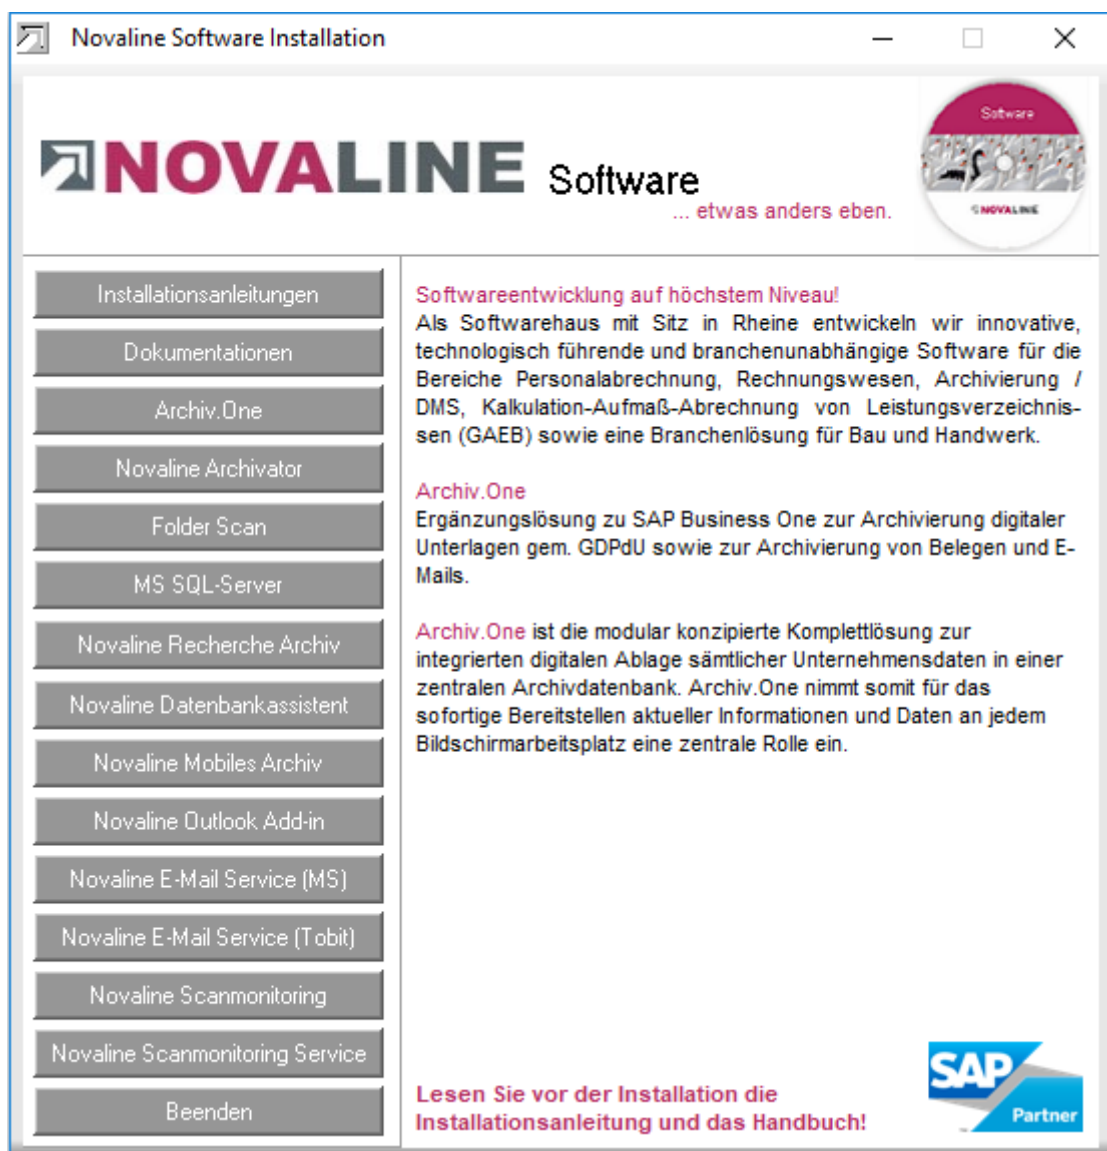 Novaline Software Installation
NOVALINE Software
... etwas anders eben.
Software
NOVALINE
Installationsanleitungen
Dokumentationen
Archiv.One
Novaline Archivator
Folder Scan
MS SQL-Server
Novaline Recherche Archiv
Novaline Datenbankassistent
Novaline Mobiles Archiv
Novaline Outlook Add-in
Novaline E-Mail Service (MS)
Novaline E-Mail Service (Tobit)
Novaline Scanmonitoring
Novaline Scanmonitoring Service
Beenden
Softwareentwicklung auf höchstem Niveau!
Als Softwarehaus mit Sitz in Rheine entwickeln wir innovative,
technologisch führende und branchenunabhängige Software für die
Bereiche Personalabrechnung, Rechnungswesen, Archivierung /
DMS, Kalkulation-Aufmaß-Abrechnung von Leistungsverzeichnis-
sen (GAEB) sowie eine Branchenlösung für Bau und Handwerk.
Archiv.One
Ergänzungslösung zu SAP Business One zur Archivierung digitaler
Unterlagen gem. GDPdU sowie zur Archivierung von Belegen und E-
Mails.
Archiv.One ist die modular konzipierte Komplettlösung zur
integrierten digitalen Ablage sämtlicher Unternehmensdaten in einer
zentralen Archivdatenbank. Archiv.One nimmt somit für das
sofortige Bereitstellen aktueller Informationen und Daten an jedem
Bildschirmarbeitsplatz eine zentrale Rolle ein.
Lesen Sie vor der Installation die
Installationsanleitung und das Handbuch!
SAP
Partner